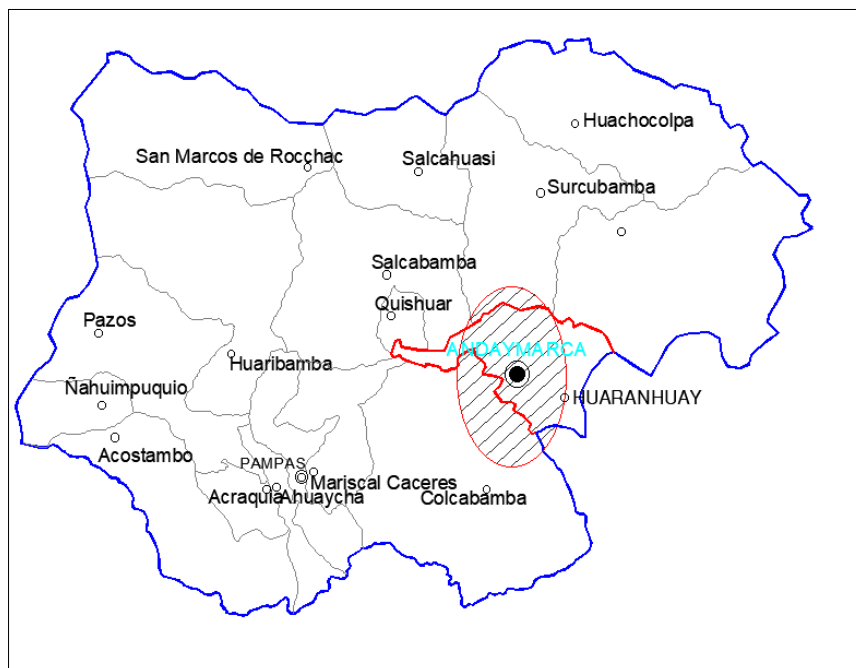 Huachocolpa
San Marcos de Rocchac
Salcahuasi
Surcubamba
Salcabamba
Quishuar
Pazos
ANDAYMARCA
Huaribamba
Ñahuimpuquio
HUARANHUAY
Acostambo
PAMPAS
Mariscal Caceres
Acraquia
Ahuaycha
Colcabamba